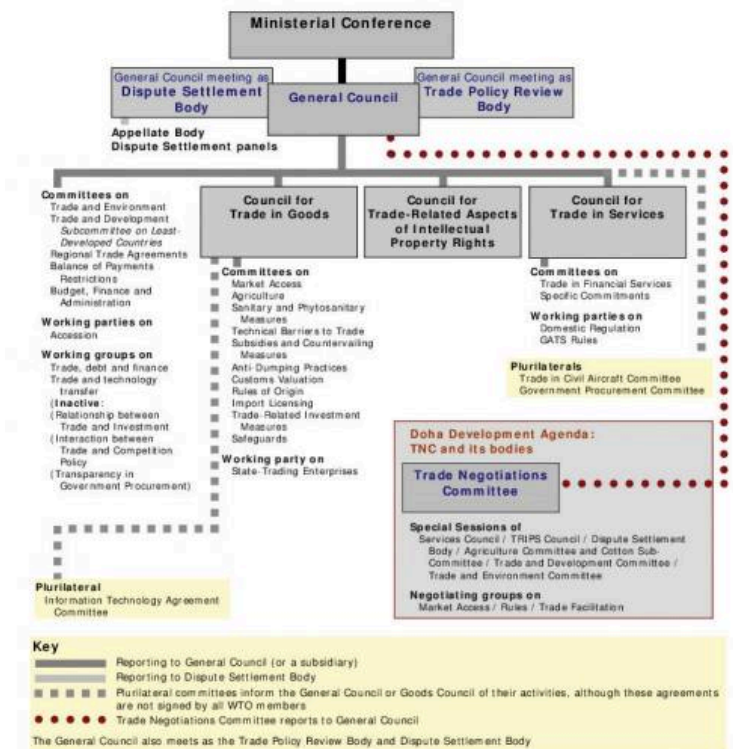 Ministerial Conference
General Council meeting as
Dispute Settlement
Body
General Council
General Council meeting as
Trade Policy Review
Body
Appellate Body
Dispute Settlement panels
Committees on
Trade and Environment
Trade and Development
Subcommittee on Least-
Developed Countries
Regional Trade Agreements
Balance of Payments
Restrictions
Budget, Finance and
Administration
Working parties on
Accession
Working groups on
Trade, debt and finance
Trade and technology
transfer
(Inactive:
(Relationship between
Trade and Investment
(Interaction between
Trade and Competition
Policy
(Transparency in
Government Procurement)
Council for
Trade in Goods
Committees on
Market Access
Agriculture
Sanitary and Phytosanitary
Measures
Technical Barriers to Trade
Subsidies and Countervailing
Measures
Anti-Dumping Practices
Customs Valuation
Rules of Origin
Import Licensing
Trade-Related Investment
Measures
Safeguards
Working party on
State-Trading Enterprises
Council for
Trade-Related Aspects
of Intellectual
Property Rights
Council for
Trade in Services
Committees on
Trade in Financial Services
Specific Commitments
Working parties on
Domestic Regulation
GATS Rules
Plurilaterals
Trade in Civil Aircraft Committee
Government Procurement Committee
Doha Development Agenda:
TNC and its bodies
Trade Negotiations
Committee
Special Sessions of
Services Council / TRIPS Council / Dispute Settlement
Body / Agriculture Committee and Cotton Sub-
Committee / Trade and Development Committee /
Trade and Environment Committee
Negotiating groups on
Market Access / Rules / Trade Facilitation
Plurilateral
Information Technology Agreement
Committee
Key
Reporting to General Council (or a subsidiary)
Reporting to Dispute Settlement Body
Plurilateral committees inform the General Council or Goods Council of their activities, although these agreements
are not signed by all WTO members
Trade Negotiations Committee reports to General Council
The General Council also meets as the Trade Policy Review Body and Dispute Settlement Body